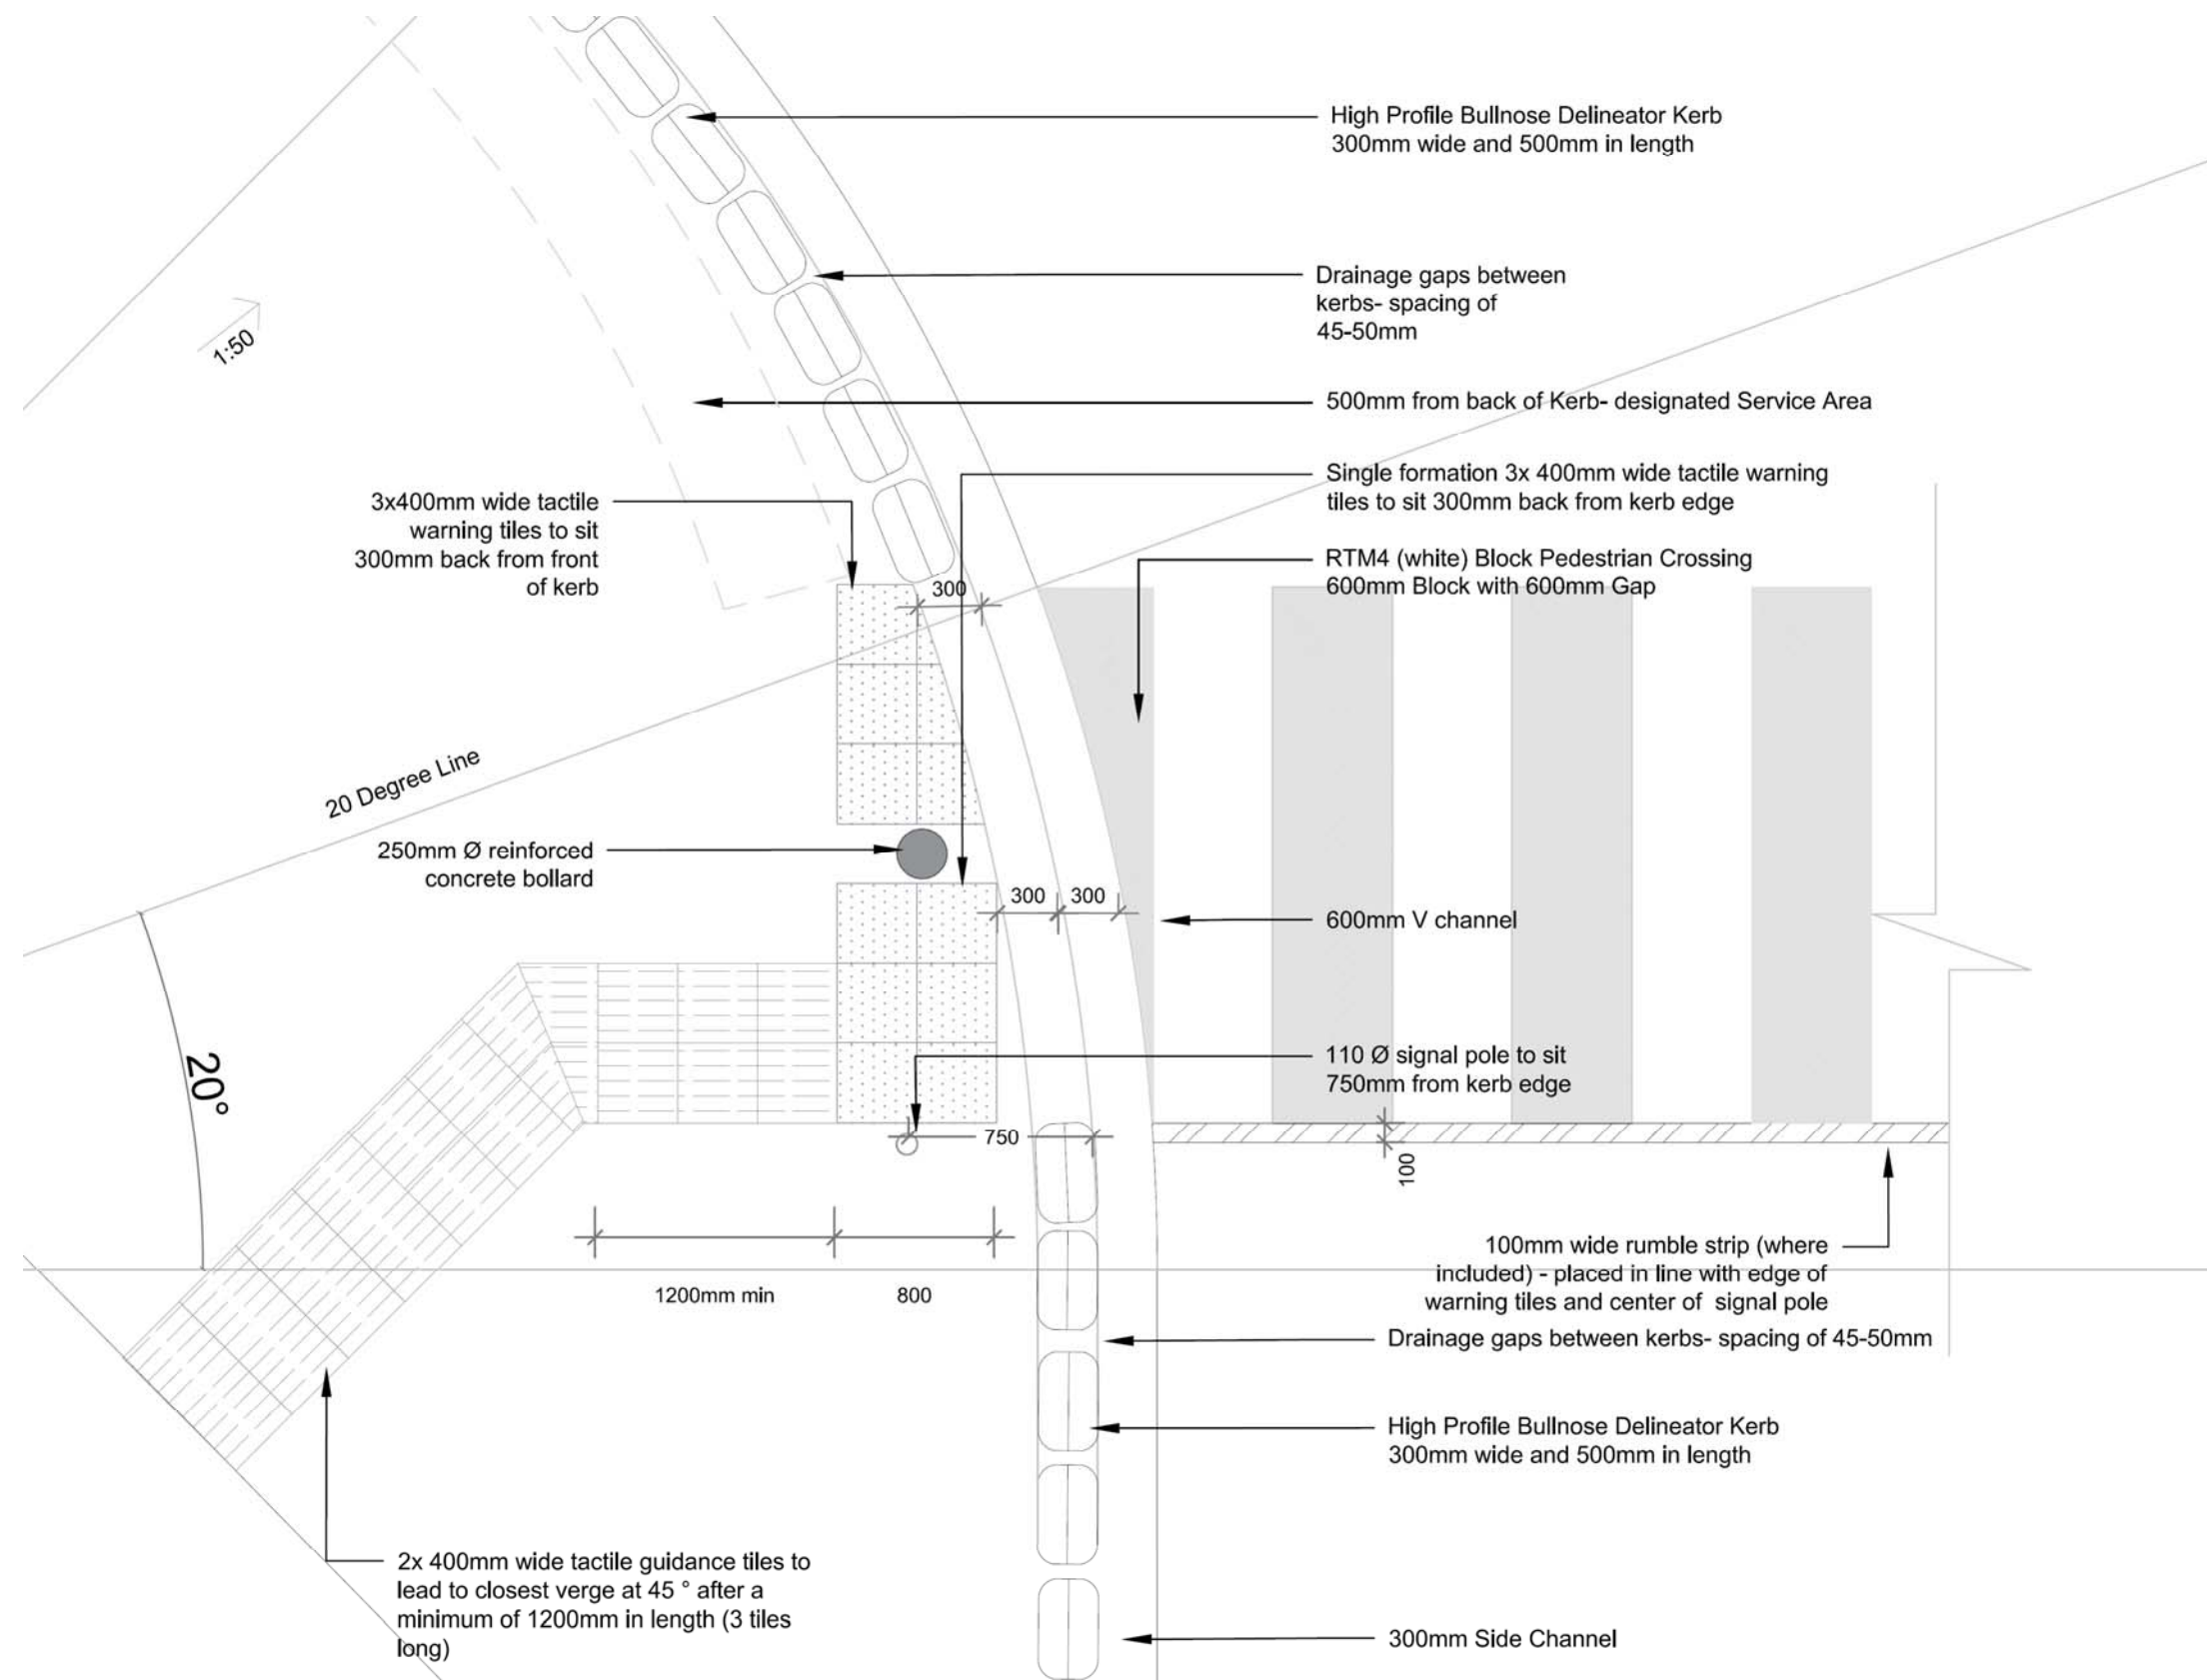 High Profile Bullnose Delineator Kerb
300mm wide and 500mm in length
Drainage gaps between
kerbs- spacing of
45-50mm
1:50
500mm from back of Kerb- designated Service Area
Single formation 3x 400mm wide tactile warning
tiles to sit 300mm back from kerb edge
3x400mm wide tactile
warning tiles to sit
300mm back from front
of kerb
RTM4 (white) Block Pedestrian Crossing
600mm Block with 600mm Gap
300
20 Degree Line
250mm Ø reinforced
concrete bollard
300
300
600mm V channel
20°
110 Ø signal pole to sit
750mm from kerb edge
750
100
1200mm min
800
100mm wide rumble strip (where
included) - placed in line with edge of
warning tiles and center of signal pole
Drainage gaps between kerbs- spacing of 45-50mm
High Profile Bullnose Delineator Kerb
300mm wide and 500mm in length
2x 400mm wide tactile guidance tiles to
lead to closest verge at 45 ° after a
minimum of 1200mm in length (3 tiles
long)
300mm Side Channel